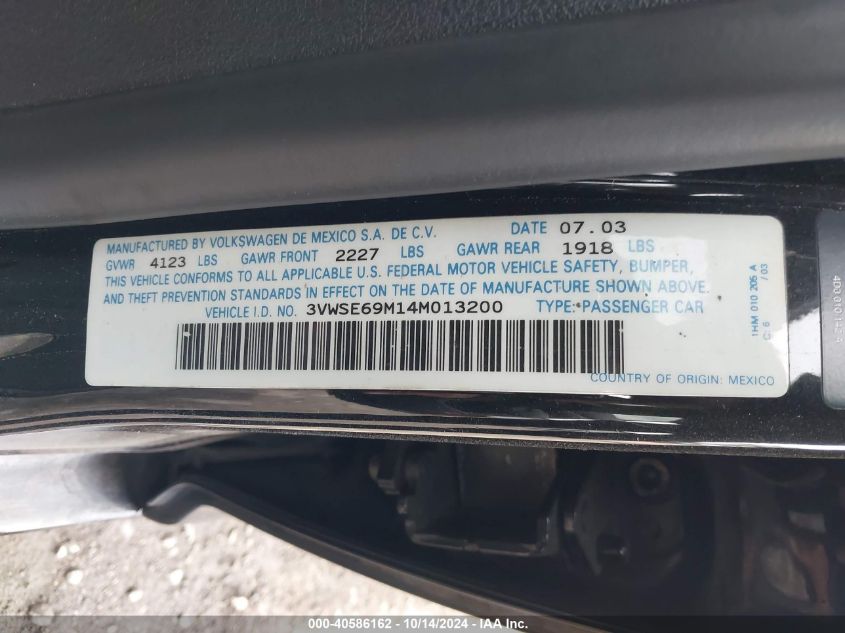 MANUFACTURED BY VOLKSWAGEN DE MEXICO S.A. DE C.V. DATE 07.03
GVWR 4123 LBS GAWR FRONT 2227 LBS GAWR REAR 1918 LBS
THIS VEHICLE CONFORMS TO ALL APPLICABLE U.S. FEDERAL MOTOR VEHICLE SAFETY, BUMPER,
AND THEFT PREVENTION STANDARDS IN EFFECT ON THE DATE OF MANUFACTURE SHOWN ABOVE.
VEHICLE I.D. NO. 3VWSE69M14M013200 TYPE: PASSENGER CAR
COUNTRY OF ORIGIN: MEXICO
1HM 010 205 A
C: 6 / 03
000-40586162 - 10/14/2024 - IAA Inc.